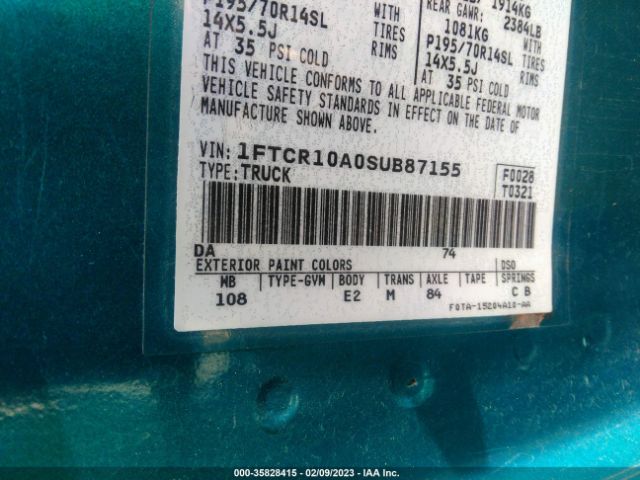 P195/70R14SL WITH
14X5.5J TIRES
AT 35 PSI COLD RIMS
1914KG
REAR GAWR: 2384LB
1081KG WITH
P195/70R14SL TIRES
14X5.5J RIMS
AT 35 PSI COLD
THIS VEHICLE CONFORMS TO ALL APPLICABLE FEDERAL MOTOR
VEHICLE SAFETY STANDARDS IN EFFECT ON THE DATE OF
MANUFACTURE SHOWN ABOVE.
VIN: 1FTCR10A0SUB87155
TYPE: TRUCK
F0028
T0321
DA 74
EXTERIOR PAINT COLORS DSO
WB TYPE-GVM BODY TRANS AXLE TAPE SPRINGS
108 E2 M 84 C B
F0TA-15204A10-AA
000-35828415 - 02/09/2023 - IAA Inc.